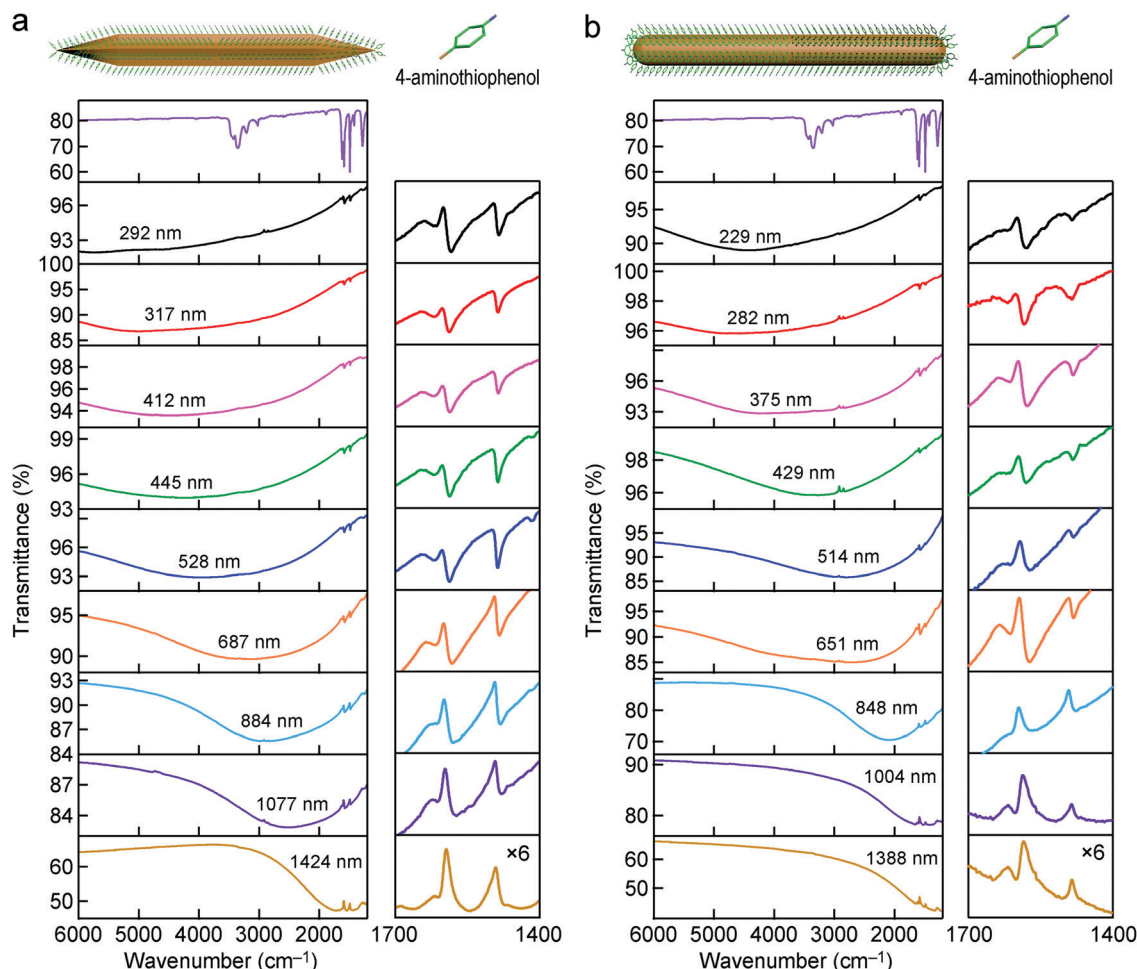 a
4-aminothiophenol
b
4-aminothiophenol
Transmittance (%)
80
70
60
96
93
292 nm
100
95
90
85
317 nm
98
96
94
412 nm
99
96
93
445 nm
96
93
528 nm
95
90
687 nm
93
90
87
84
884 nm
84
87
84
1077 nm
60
50
1424 nm
×6
6000 5000 4000 3000 2000
1700 1400
Wavenumber (cm⁻¹)
Transmittance (%)
80
70
60
95
90
229 nm
100
98
96
282 nm
96
93
375 nm
98
96
429 nm
95
90
85
514 nm
95
90
85
651 nm
80
70
848 nm
90
80
1004 nm
60
50
1388 nm
×6
6000 5000 4000 3000 2000
1700 1400
Wavenumber (cm⁻¹)